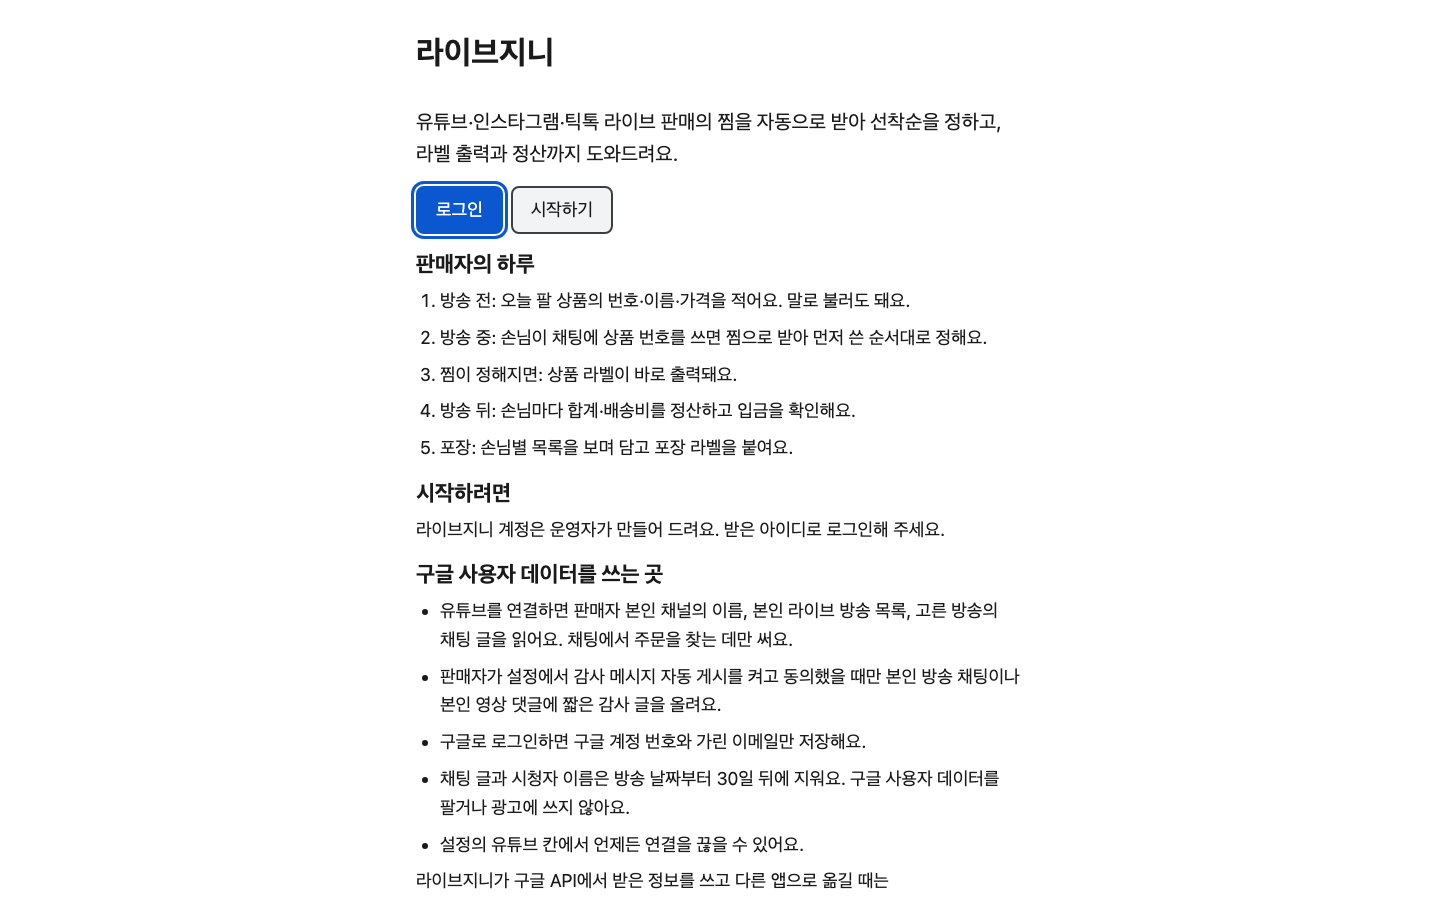 라이브지니
유튜브·인스타그램·틱톡 라이브 판매의 찜을 자동으로 받아 선착순을 정하고,
라벨 출력과 정산까지 도와드려요.
로그인 시작하기
판매자의 하루
1. 방송 전: 오늘 팔 상품의 번호·이름·가격을 적어요. 말로 불러도 돼요.
2. 방송 중: 손님이 채팅에 상품 번호를 쓰면 찜으로 받아 먼저 쓴 순서대로 정해요.
3. 찜이 정해지면: 상품 라벨이 바로 출력돼요.
4. 방송 뒤: 손님마다 합계·배송비를 정산하고 입금을 확인해요.
5. 포장: 손님별 목록을 보며 담고 포장 라벨을 붙여요.
시작하려면
라이브지니 계정은 운영자가 만들어 드려요. 받은 아이디로 로그인해 주세요.
구글 사용자 데이터를 쓰는 곳
• 유튜브를 연결하면 판매자 본인 채널의 이름, 본인 라이브 방송 목록, 고른 방송의
채팅 글을 읽어요. 채팅에서 주문을 찾는 데만 써요.
• 판매자가 설정에서 감사 메시지 자동 게시를 켜고 동의했을 때만 본인 방송 채팅이나
본인 영상 댓글에 짧은 감사 글을 올려요.
• 구글로 로그인하면 구글 계정 번호와 가린 이메일만 저장해요.
• 채팅 글과 시청자 이름은 방송 날짜부터 30일 뒤에 지워요. 구글 사용자 데이터를
팔거나 광고에 쓰지 않아요.
• 설정의 유튜브 칸에서 언제든 연결을 끊을 수 있어요.
라이브지니가 구글 API에서 받은 정보를 쓰고 다른 앱으로 옮길 때는